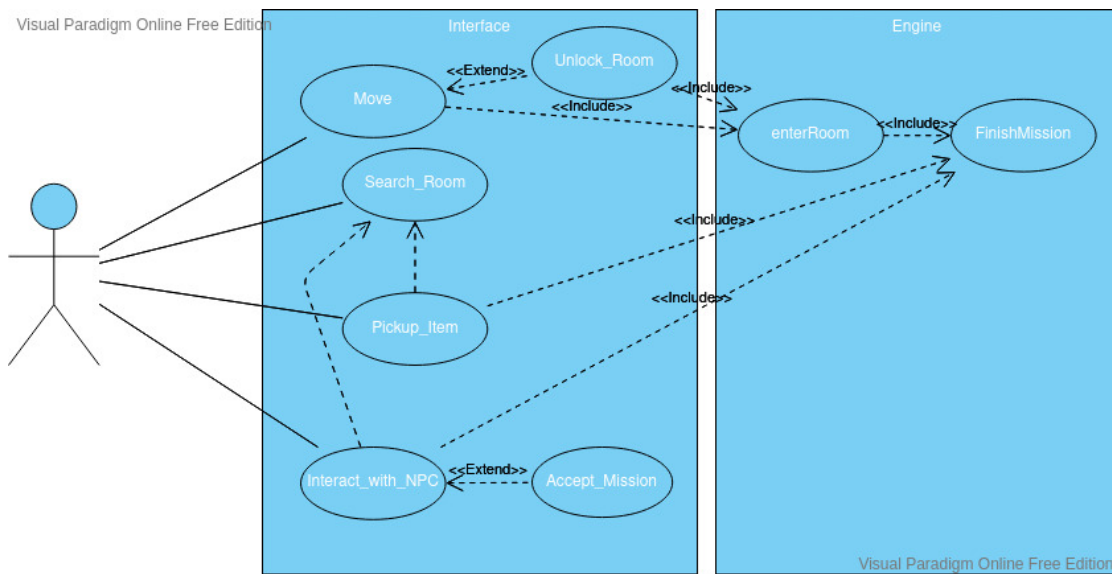 Visual Paradigm Online Free Edition
Interface
Engine
Unlock_Room
<<Extend>>
<<Include>>
Move
<<Include>>
enterRoom
<<Include>>
FinishMission
Search_Room
<<Include>>
<<Include>>
Pickup_Item
Interact_with_NPC
<<Extend>>
Accept_Mission
Visual Paradigm Online Free Edition